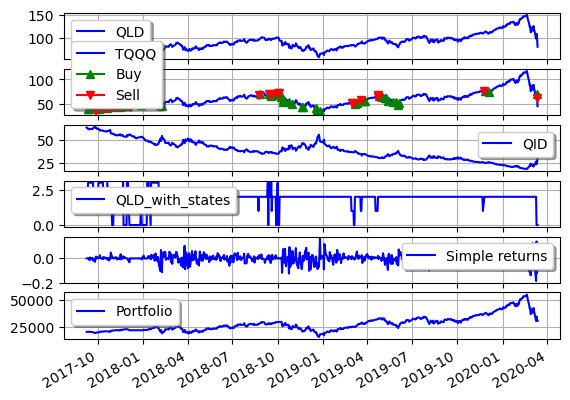 150
100
QLD
TQQQ
Buy
Sell
100
50
50
25
QID
2.5
0.0
QLD_with_states
0.0
−0.2
Simple returns
50000
25000
Portfolio
2017-10
2018-01
2018-04
2018-07
2018-10
2019-01
2019-04
2019-07
2019-10
2020-01
2020-04